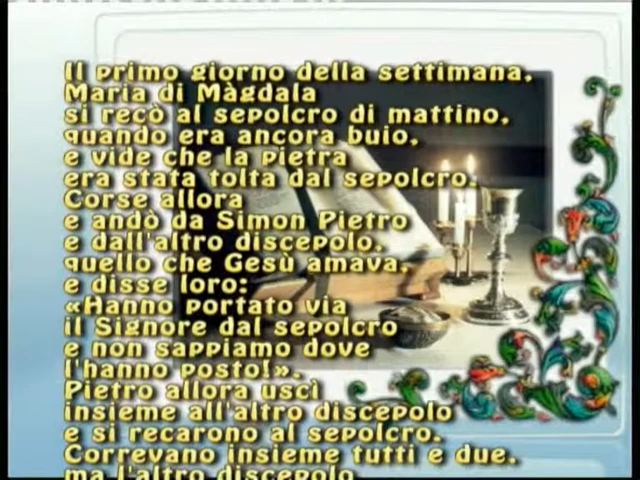 Il primo giorno della settimana,
Maria di Màgdala
si recò al sepolcro di mattino,
quando era ancora buio,
e vide che la pietra
era stata tolta dal sepolcro.
Corse allora
e andò da Simon Pietro
e dall'altro discepolo,
quello che Gesù amava,
e disse loro:
«Hanno portato via
il Signore dal sepolcro
e non sappiamo dove
l'hanno posto!».
Pietro allora uscì
insieme all'altro discepolo
e si recarono al sepolcro.
Correvano insieme tutti e due,
ma l'altro discepolo